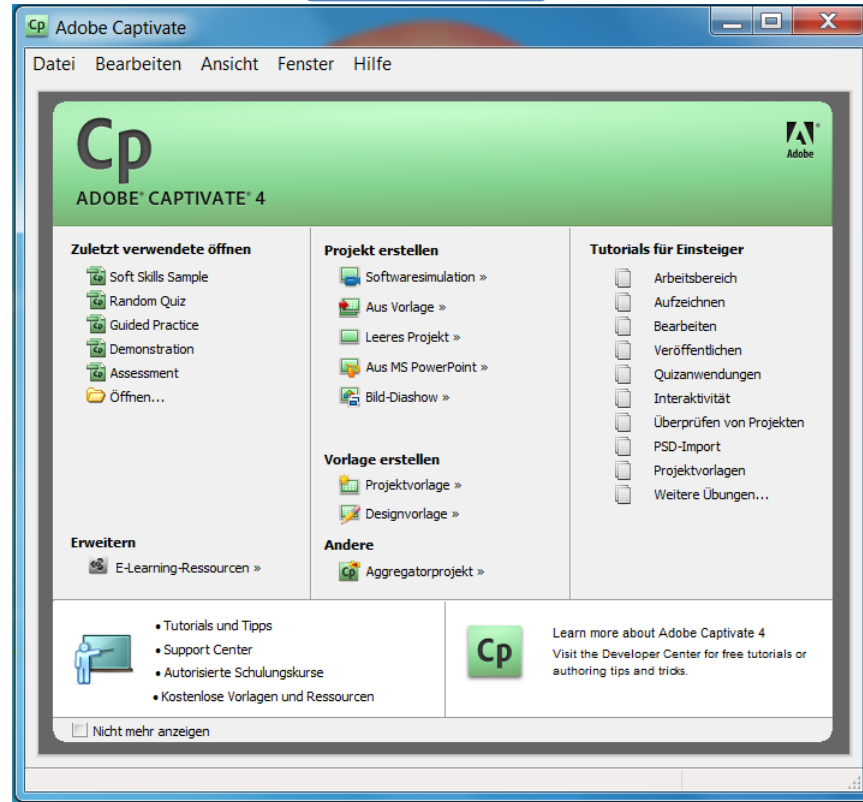 Cp Adobe Captivate
Datei Bearbeiten Ansicht Fenster Hilfe
Cp
ADOBE® CAPTIVATE® 4
Adobe
Zuletzt verwendete öffnen
Soft Skills Sample
Random Quiz
Guided Practice
Demonstration
Assessment
Öffnen...
Erweitern
E-Learning-Ressourcen »
Projekt erstellen
Softwaresimulation »
Aus Vorlage »
Leeres Projekt »
Aus MS PowerPoint »
Bild-Diashow »
Vorlage erstellen
Projektvorlage »
Designvorlage »
Andere
Aggregatorprojekt »
Tutorials für Einsteiger
Arbeitsbereich
Aufzeichnen
Bearbeiten
Veröffentlichen
Quizanwendungen
Interaktivität
Überprüfen von Projekten
PSD-Import
Projektvorlagen
Weitere Übungen...
• Tutorials und Tipps
• Support Center
• Autorisierte Schulungskurse
• Kostenlose Vorlagen und Ressourcen
Cp
Learn more about Adobe Captivate 4
Visit the Developer Center for free tutorials or
authoring tips and tricks.
Nicht mehr anzeigen